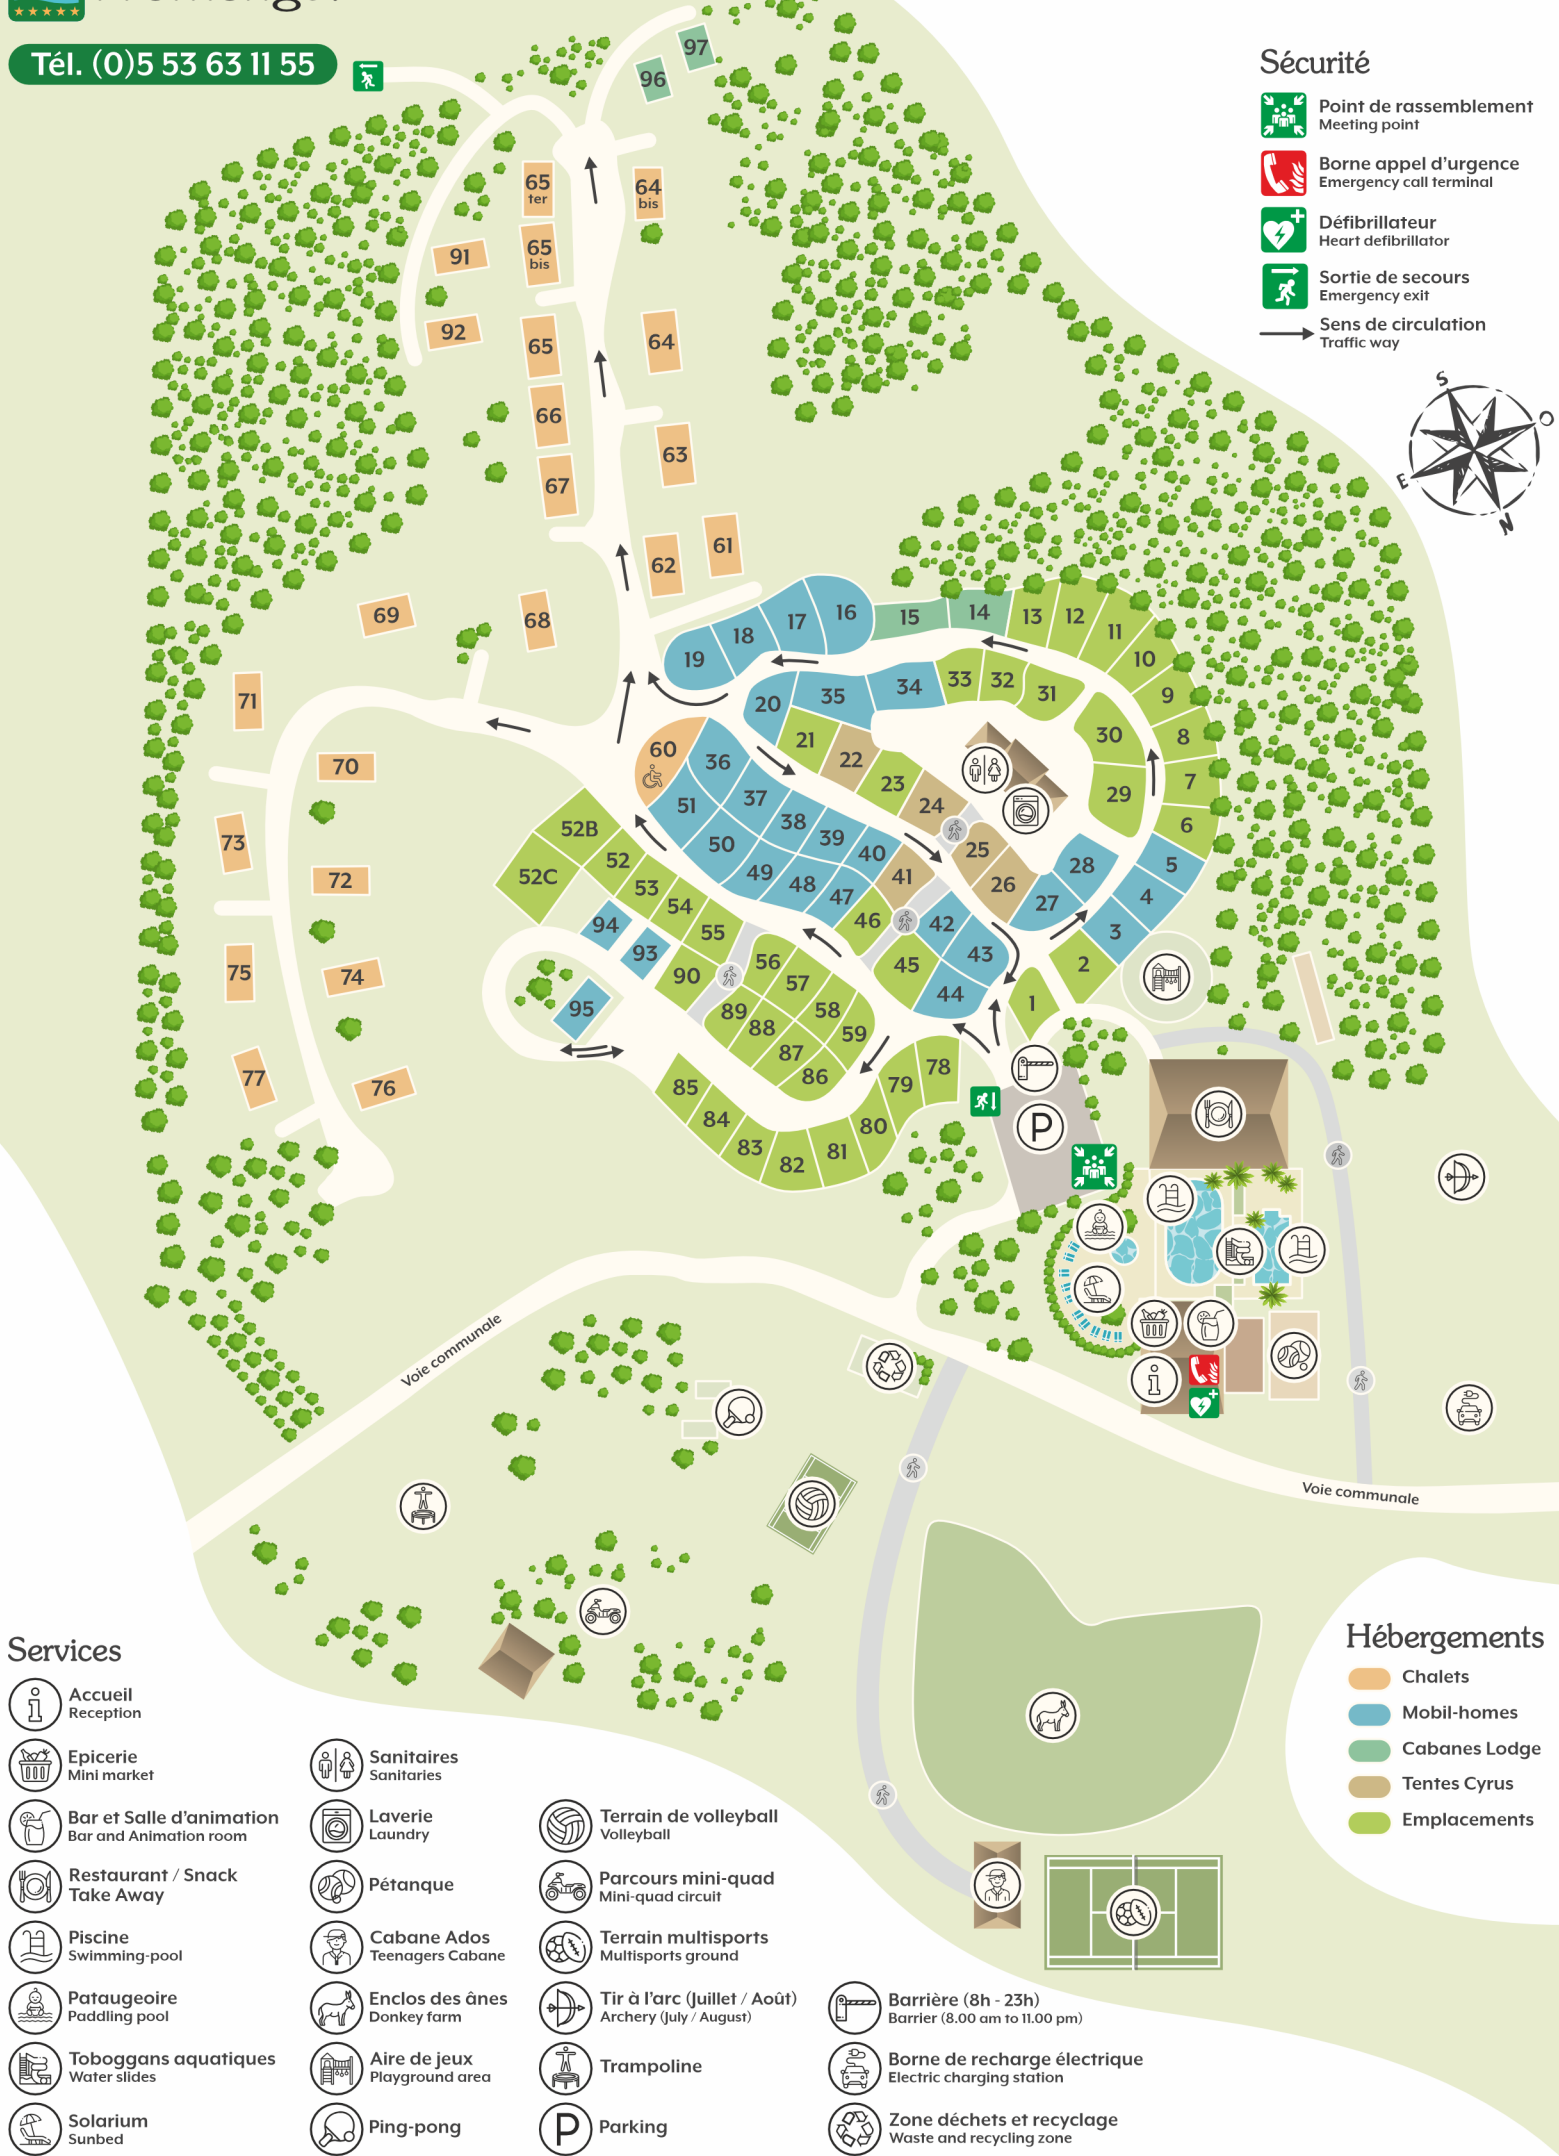 Tél. (0)5 53 63 11 55
Sécurité
Point de rassemblement
Meeting point
Borne appel d'urgence
Emergency call terminal
Défibrillateur
Heart defibrillator
Sortie de secours
Emergency exit
Sens de circulation
Traffic way
S
O
E
N
97
96
65
ter
64
bis
65
bis
91
92
65
64
66
63
67
62
61
69
68
71
70
73
72
75
74
77
76
19
18
17
16
15
14
13
12
11
10
9
8
7
6
5
4
3
2
1
20
35
34
33
32
31
30
29
28
27
21
22
23
24
25
26
60
36
37
38
39
40
41
42
43
44
45
46
47
48
49
50
51
52B
52C
52
53
54
55
94
93
95
90
56
57
58
59
89
88
87
86
85
84
83
82
81
80
79
78
P
Voie communale
Voie communale
Services
Accueil
Reception
Epicerie
Mini market
Bar et Salle d'animation
Bar and Animation room
Restaurant / Snack
Take Away
Piscine
Swimming-pool
Pataugeoire
Paddling pool
Toboggans aquatiques
Water slides
Solarium
Sunbed
Sanitaires
Sanitaries
Laverie
Laundry
Pétanque
Cabane Ados
Teenagers Cabane
Enclos des ânes
Donkey farm
Aire de jeux
Playground area
Ping-pong
Terrain de volleyball
Volleyball
Parcours mini-quad
Mini-quad circuit
Terrain multisports
Multisports ground
Tir à l'arc (Juillet / Août)
Archery (July / August)
Trampoline
P Parking
Barrière (8h - 23h)
Barrier (8.00 am to 11.00 pm)
Borne de recharge électrique
Electric charging station
Zone déchets et recyclage
Waste and recycling zone
Hébergements
Chalets
Mobil-homes
Cabanes Lodge
Tentes Cyrus
Emplacements